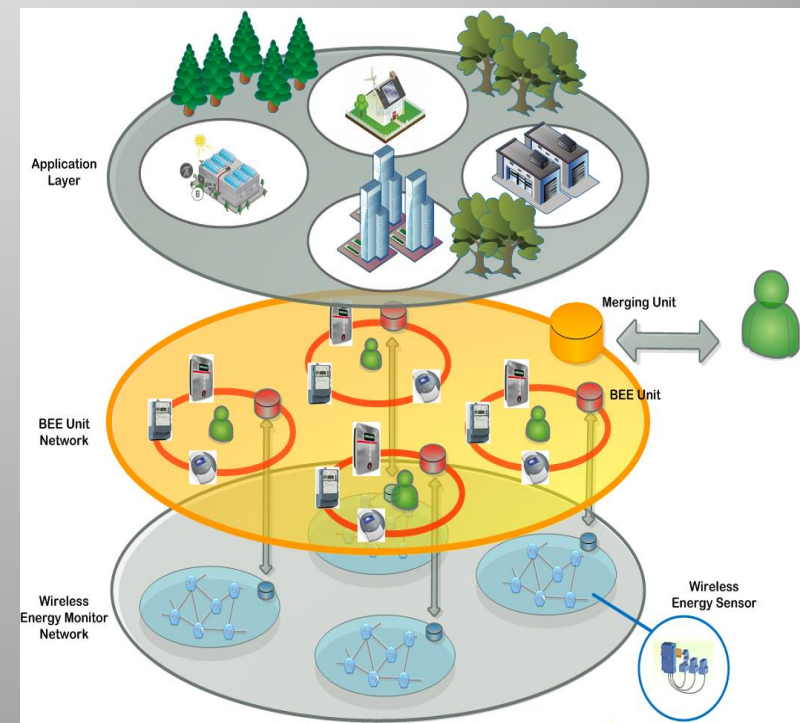 Application
Layer
Merging Unit
BEE Unit
BEE Unit
Network
Wireless
Energy Monitor
Network
Wireless
Energy Sensor